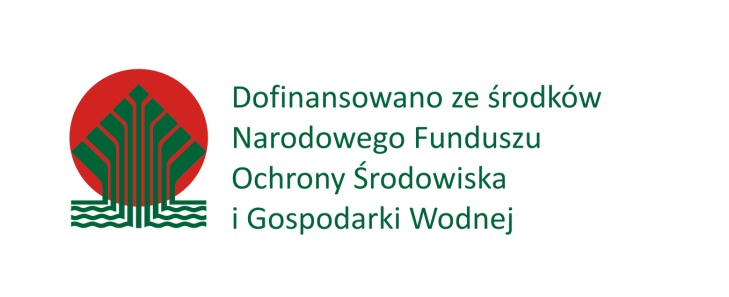 Dofinansowano ze środków
Narodowego Funduszu
Ochrony Środowiska
i Gospodarki Wodnej